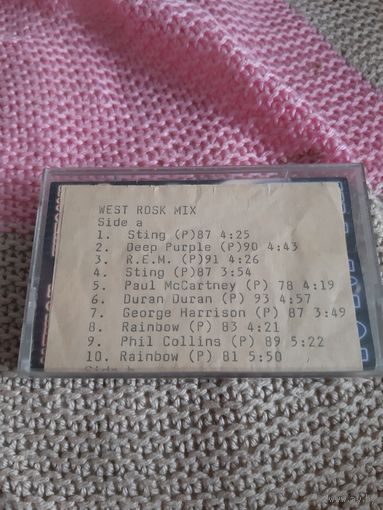 WEST ROSK MIX
Side a
1. Sting (P)87 4:25
2. Deep Purple (P)90 4:43
3. R.E.M. (P)91 4:26
4. Sting (P)87 3:54
5. Paul McCartney (P) 78 4:19
6. Duran Duran (P) 93 4:57
7. George Harrison (P) 87 3:49
8. Rainbow (P) 83 4:21
9. Phil Collins (P) 89 5:22
10. Rainbow (P) 81 5:50
Side b